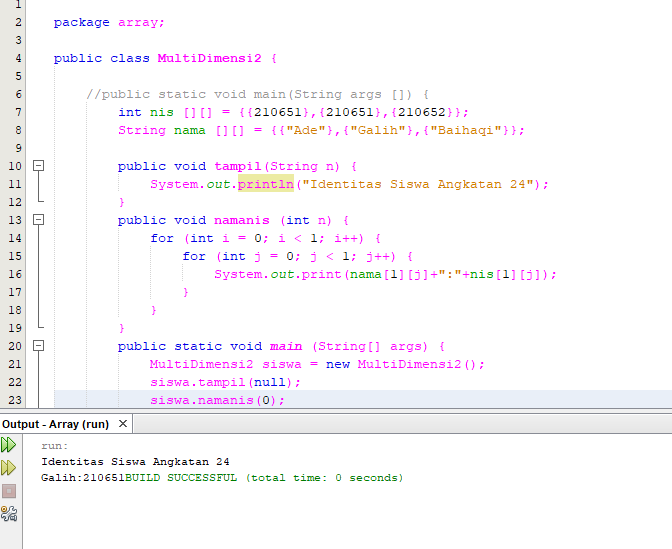 1
2 package array;
3
4 public class MultiDimensi2 {
5
6 //public static void main(String args []) {
7 int nis [][] = {{210651},{210651},{210652}};
8 String nama [][] = {{"Ade"},{"Galih"},{"Baihaqi"}};
9
10 public void tampil(String n) {
11 System.out.println("Identitas Siswa Angkatan 24");
12 }
13 public void namanis (int n) {
14 for (int i = 0; i < 1; i++) {
15 for (int j = 0; j < 1; j++) {
16 System.out.print(nama[1][j]+":"+nis[1][j]);
17 }
18 }
19 }
20 public static void main (String[] args) {
21 MultiDimensi2 siswa = new MultiDimensi2();
22 siswa.tampil(null);
23 siswa.namanis(0);
Output - Array (run) ×
run:
Identitas Siswa Angkatan 24
Galih:210651BUILD SUCCESSFUL (total time: 0 seconds)